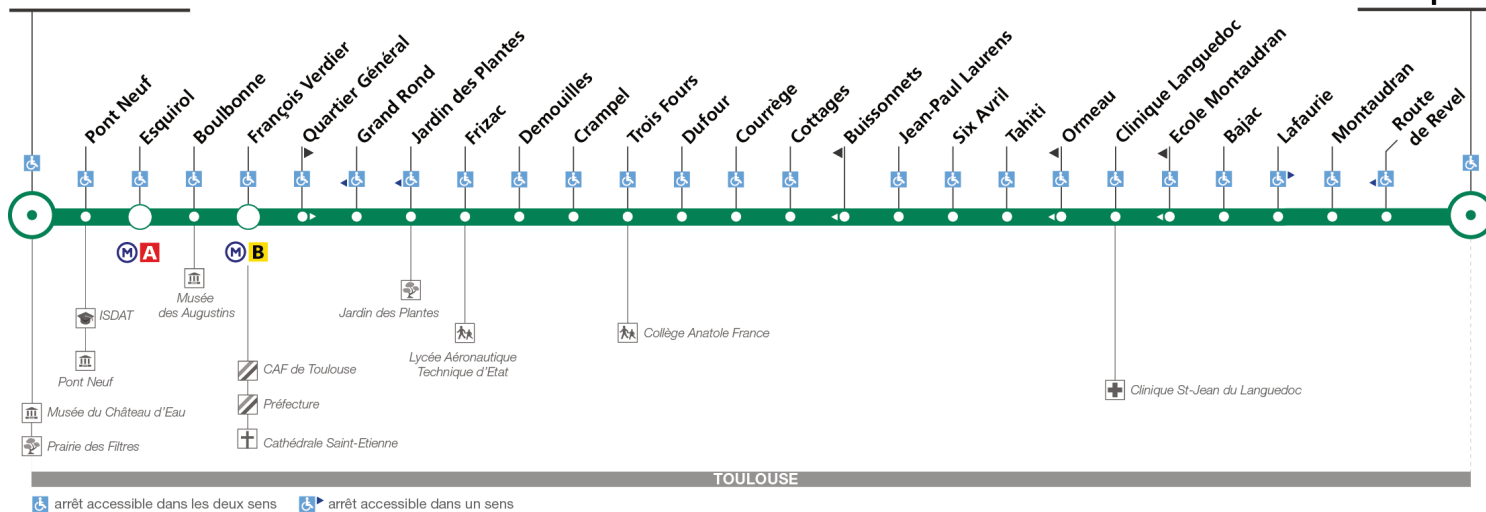 Pont Neuf
Esquirol
Boulbonne
François Verdier
Quartier Général
Grand Rond
Jardin des Plantes
Frizac
Demouilles
Crampel
Trois Fours
Dufour
Courrège
Cottages
Buissonnets
Jean-Paul Laurens
Six Avril
Tahiti
Ormeau
Clinique Languedoc
Ecole Montaudran
Bajac
Lafaurie
Montaudran
Route
de Revel
M A
M B
Musée
des Augustins
ISDAT
Pont Neuf
Musée du Château d'Eau
Prairie des Filtres
CAF de Toulouse
Préfecture
Cathédrale Saint-Etienne
Jardin des Plantes
Lycée Aéronautique
Technique d'Etat
Collège Anatole France
Clinique St-Jean du Languedoc
TOULOUSE
arrêt accessible dans les deux sens
arrêt accessible dans un sens